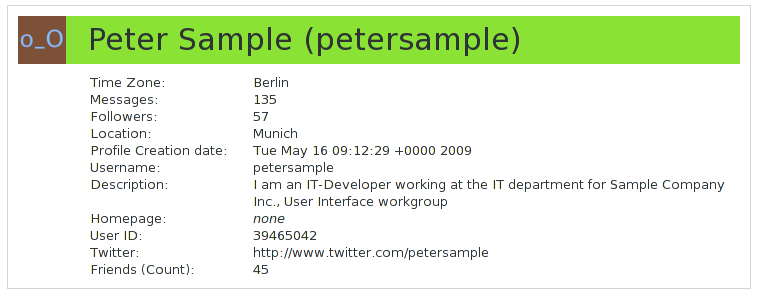 o_O Peter Sample (petersample)
Time Zone: Berlin
Messages: 135
Followers: 57
Location: Munich
Profile Creation date: Tue May 16 09:12:29 +0000 2009
Username: petersample
Description: I am an IT-Developer working at the IT department for Sample Company
Inc., User Interface workgroup
Homepage: none
User ID: 39465042
Twitter: http://www.twitter.com/petersample
Friends (Count): 45